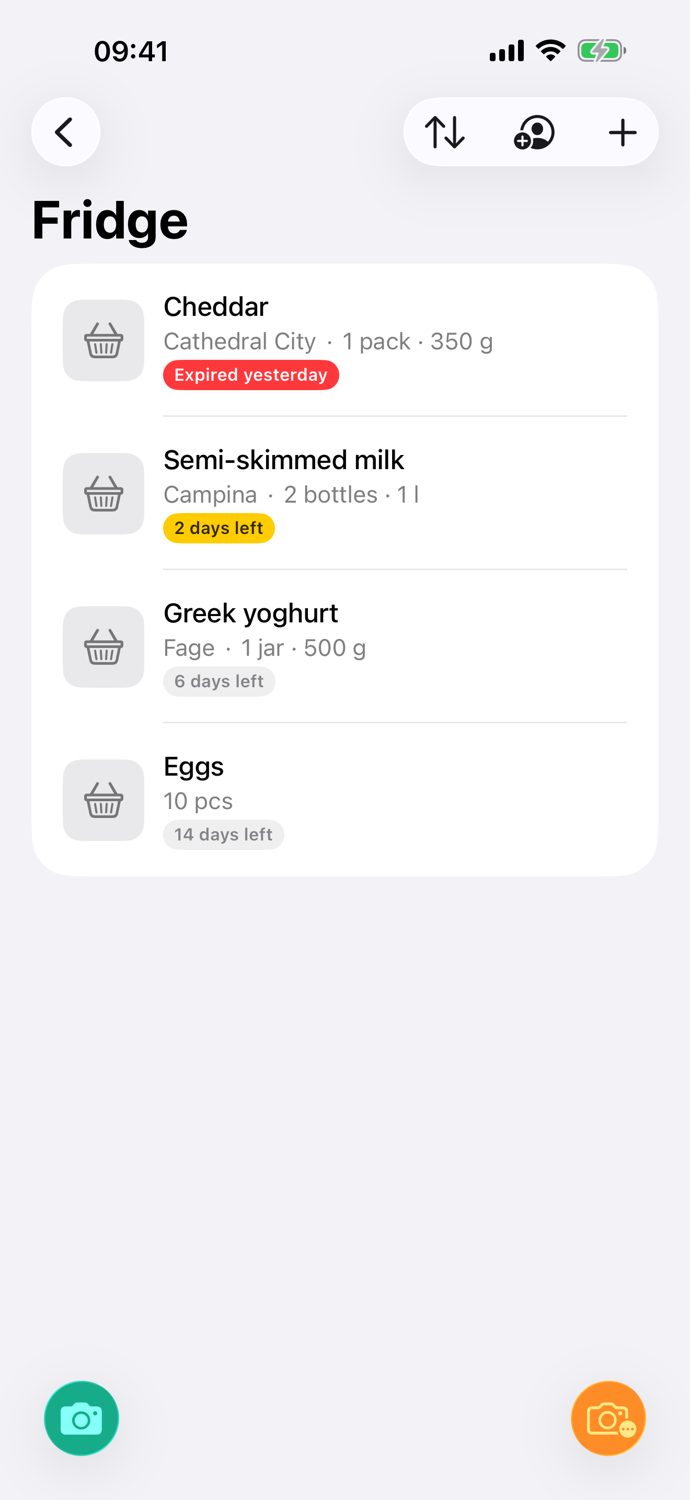 09:41
Fridge
Cheddar
Cathedral City · 1 pack · 350 g
Expired yesterday
Semi-skimmed milk
Campina · 2 bottles · 1 l
2 days left
Greek yoghurt
Fage · 1 jar · 500 g
6 days left
Eggs
10 pcs
14 days left